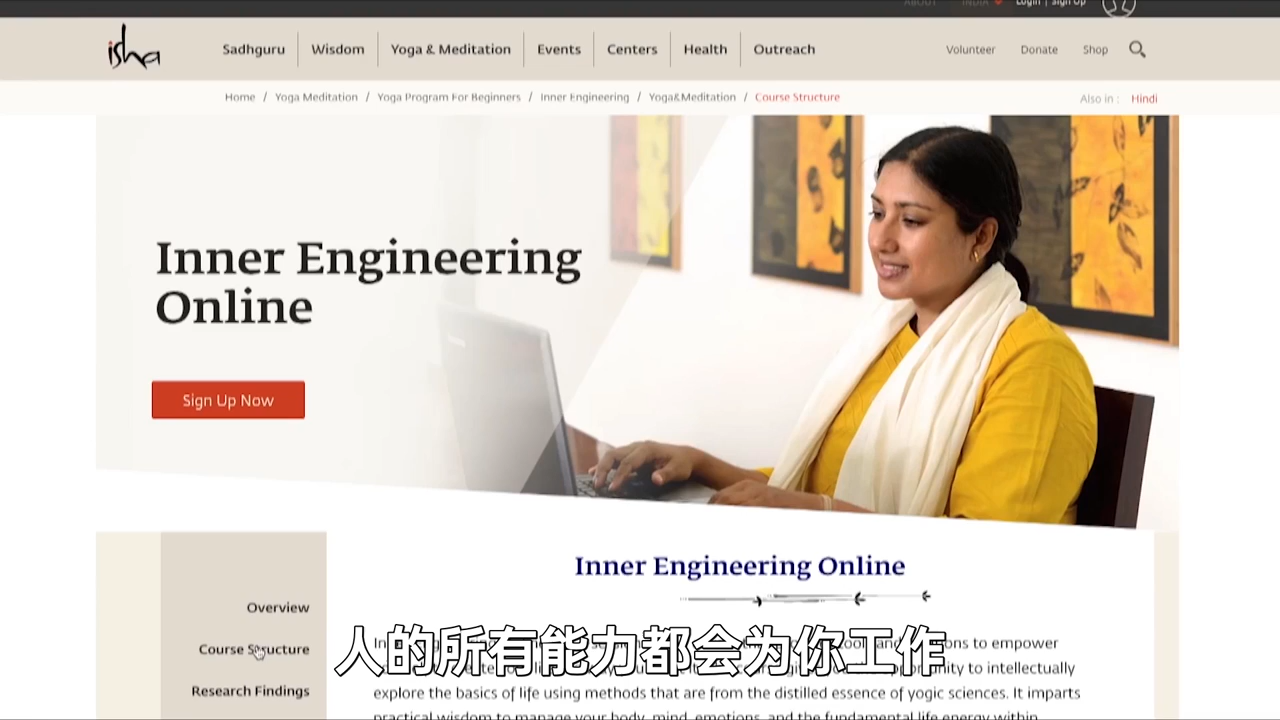 ABOUT INDIA Login | Sign Up
isha Sadhguru Wisdom Yoga & Meditation Events Centers Health Outreach Volunteer Donate Shop
Home / Yoga Meditation / Yoga Program For Beginners / Inner Engineering / Yoga&Meditation / Course Structure Also in : Hindi
Inner Engineering
Online
Sign Up Now
Inner Engineering Online
Overview
Course Structure
Research Findings
人的所有能力都会为你工作
to empower
to intellectually
explore the basics of life using methods that are from the distilled essence of yogic sciences. It imparts
practical wisdom to manage your body, mind, emotions, and the fundamental life energy within.